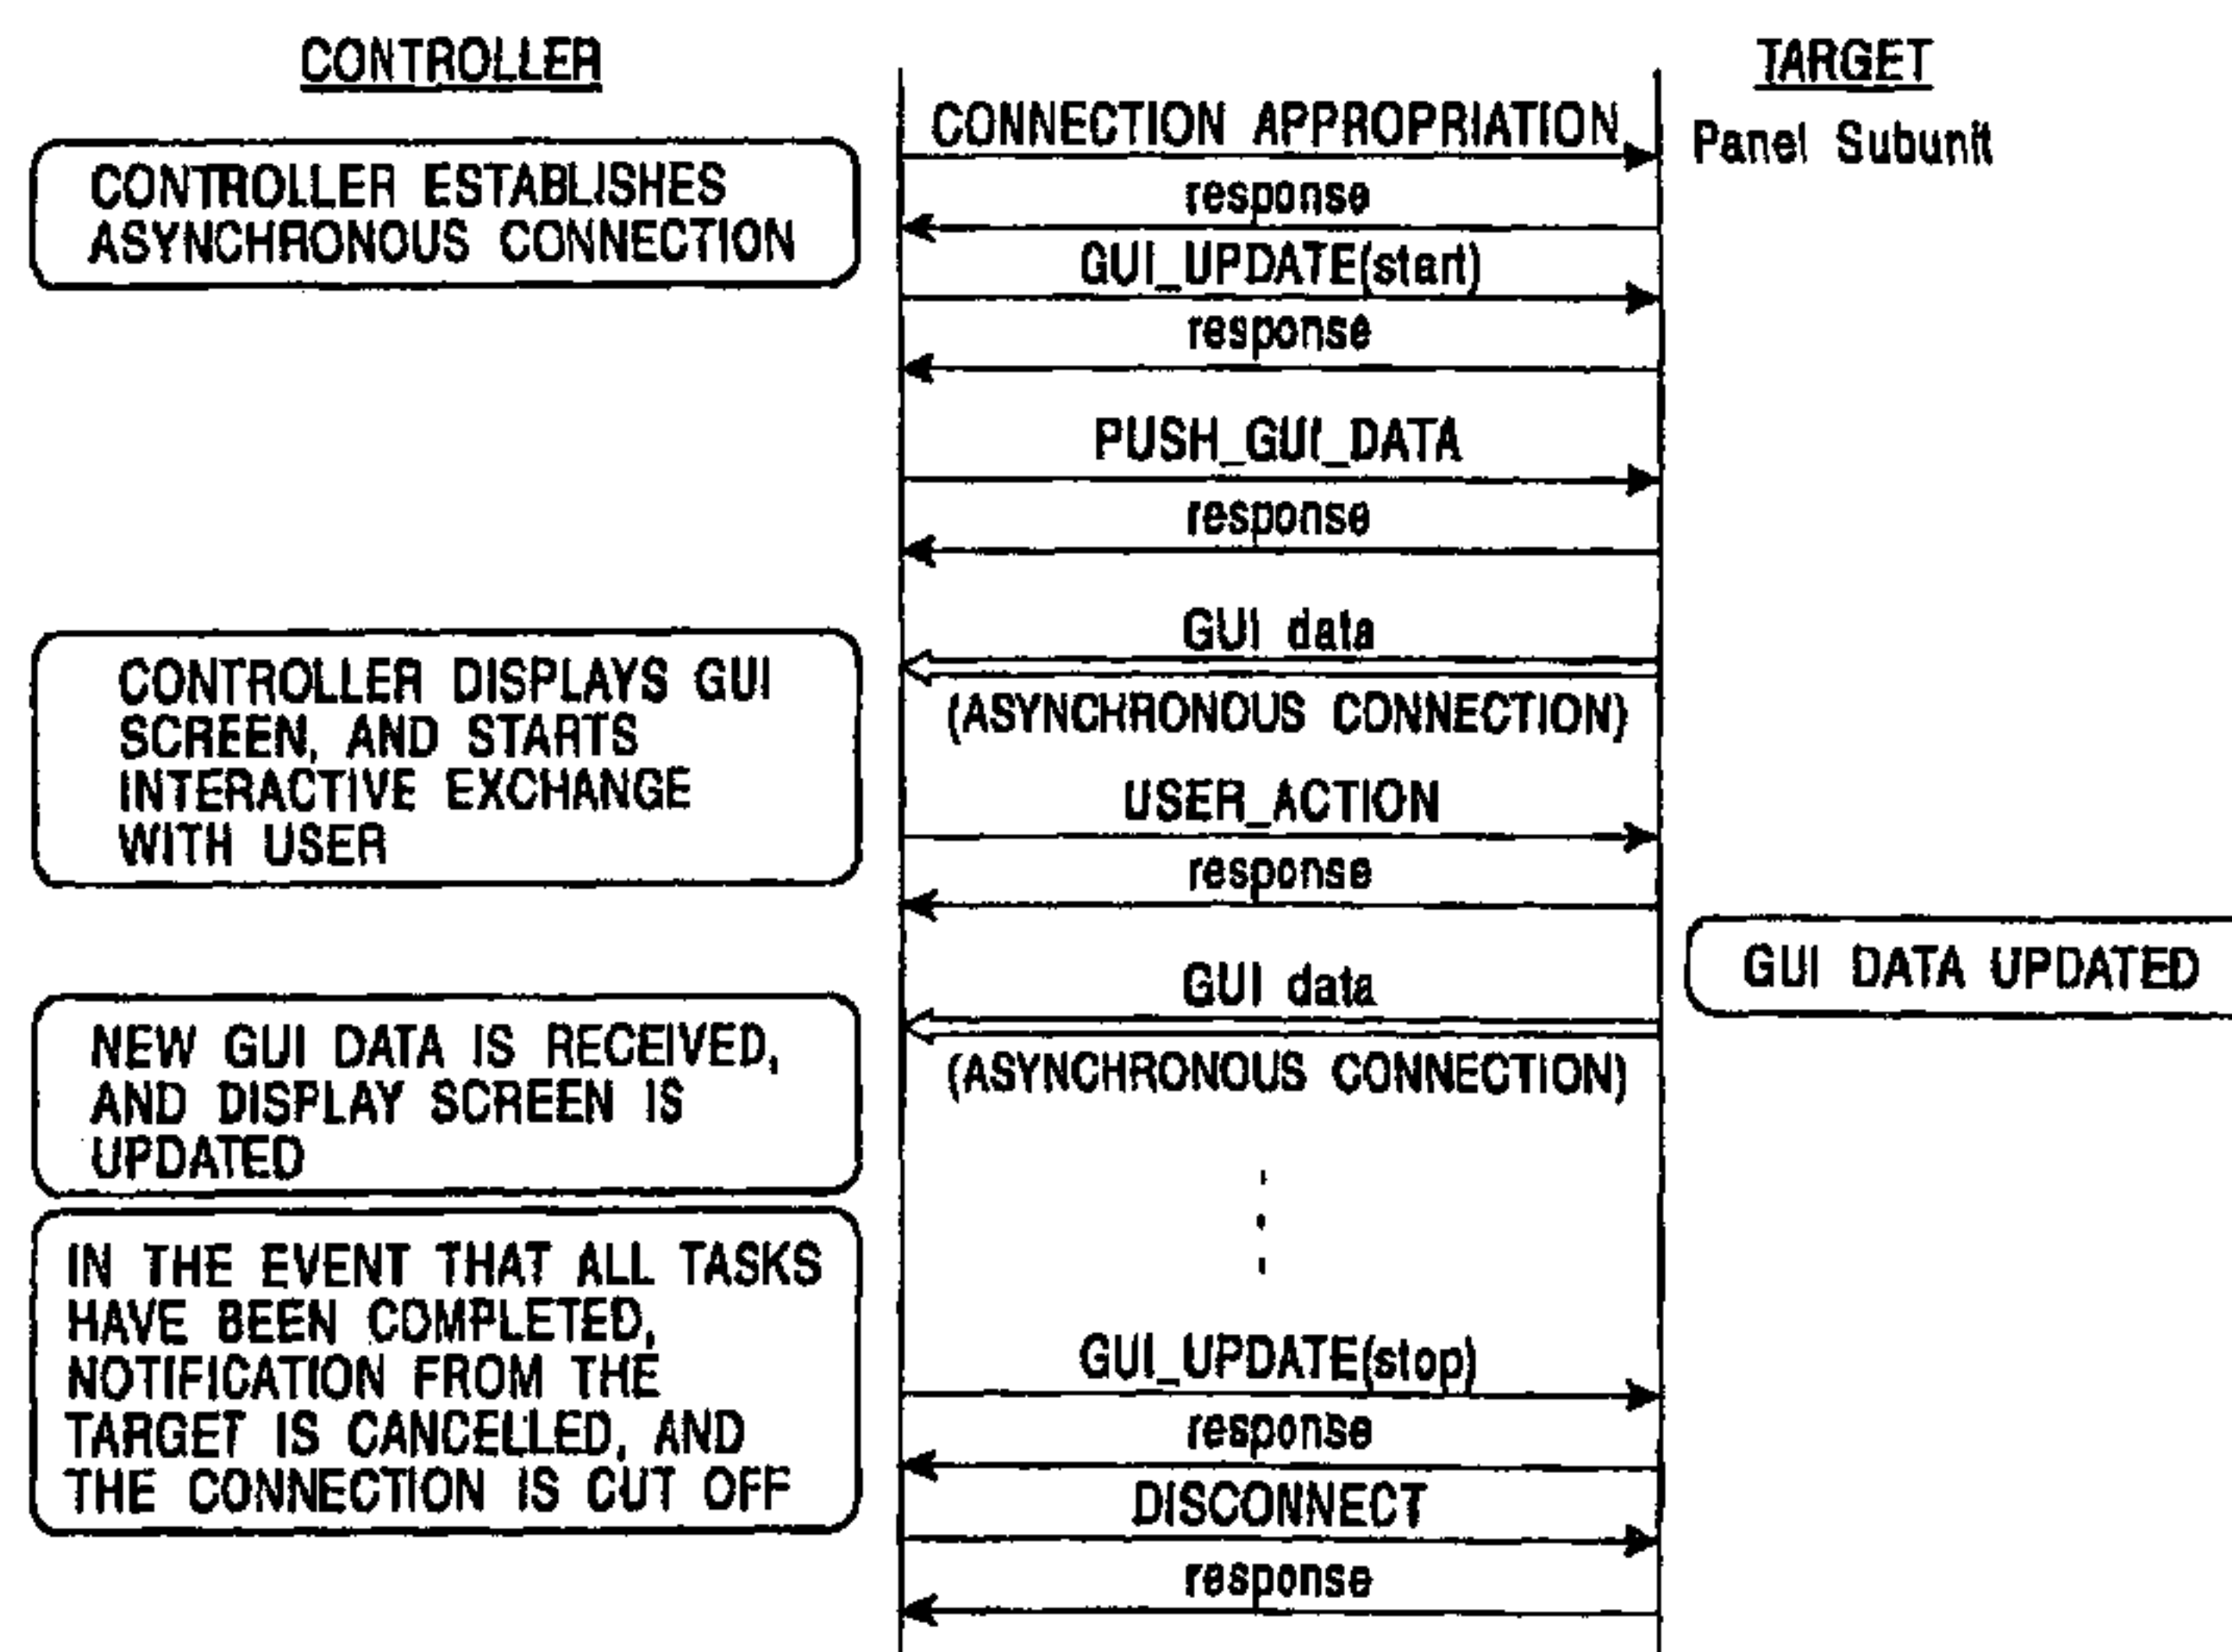 CONTROLLER
TARGET
Panel Subunit
CONNECTION APPROPRIATION
CONTROLLER ESTABLISHES
ASYNCHRONOUS CONNECTION
response
GUI_UPDATE(start)
response
PUSH_GUI_DATA
response
GUI data
(ASYNCHRONOUS CONNECTION)
CONTROLLER DISPLAYS GUI
SCREEN, AND STARTS
INTERACTIVE EXCHANGE
WITH USER
USER_ACTION
response
GUI DATA UPDATED
GUI data
(ASYNCHRONOUS CONNECTION)
NEW GUI DATA IS RECEIVED,
AND DISPLAY SCREEN IS
UPDATED
IN THE EVENT THAT ALL TASKS
HAVE BEEN COMPLETED,
NOTIFICATION FROM THE
TARGET IS CANCELLED, AND
THE CONNECTION IS CUT OFF
GUI_UPDATE(stop)
response
DISCONNECT
response